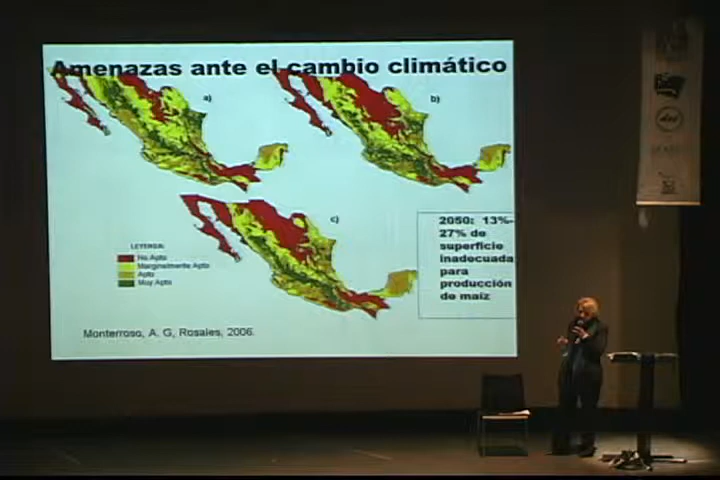 Amenazas ante el cambio climático
a)
b)
c)
LEYENDA:
No Apto
Marginalmente Apto
Apto
Muy Apto
2050: 13%-
27% de
superficie
inadecuada
para
producción
de maíz
Monterroso, A. G, Rosales, 2006.